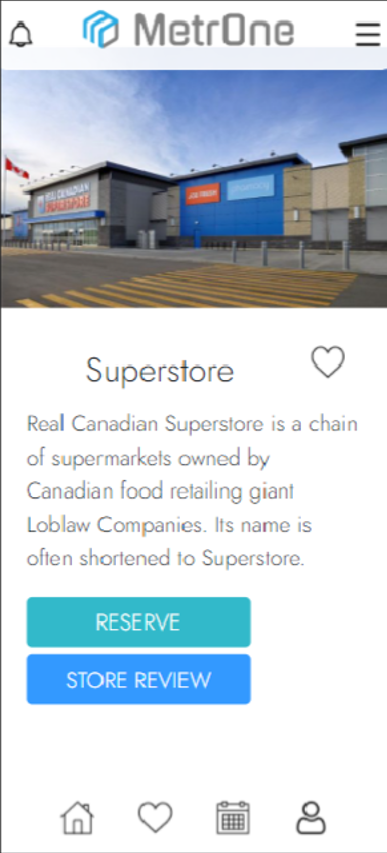 MetrOne
REAL CANADIAN
SUPERSTORE
JOE FRESH
pharmacy
Superstore
Real Canadian Superstore is a chain
of supermarkets owned by
Canadian food retailing giant
Loblaw Companies. Its name is
often shortened to Superstore.
RESERVE
STORE REVIEW